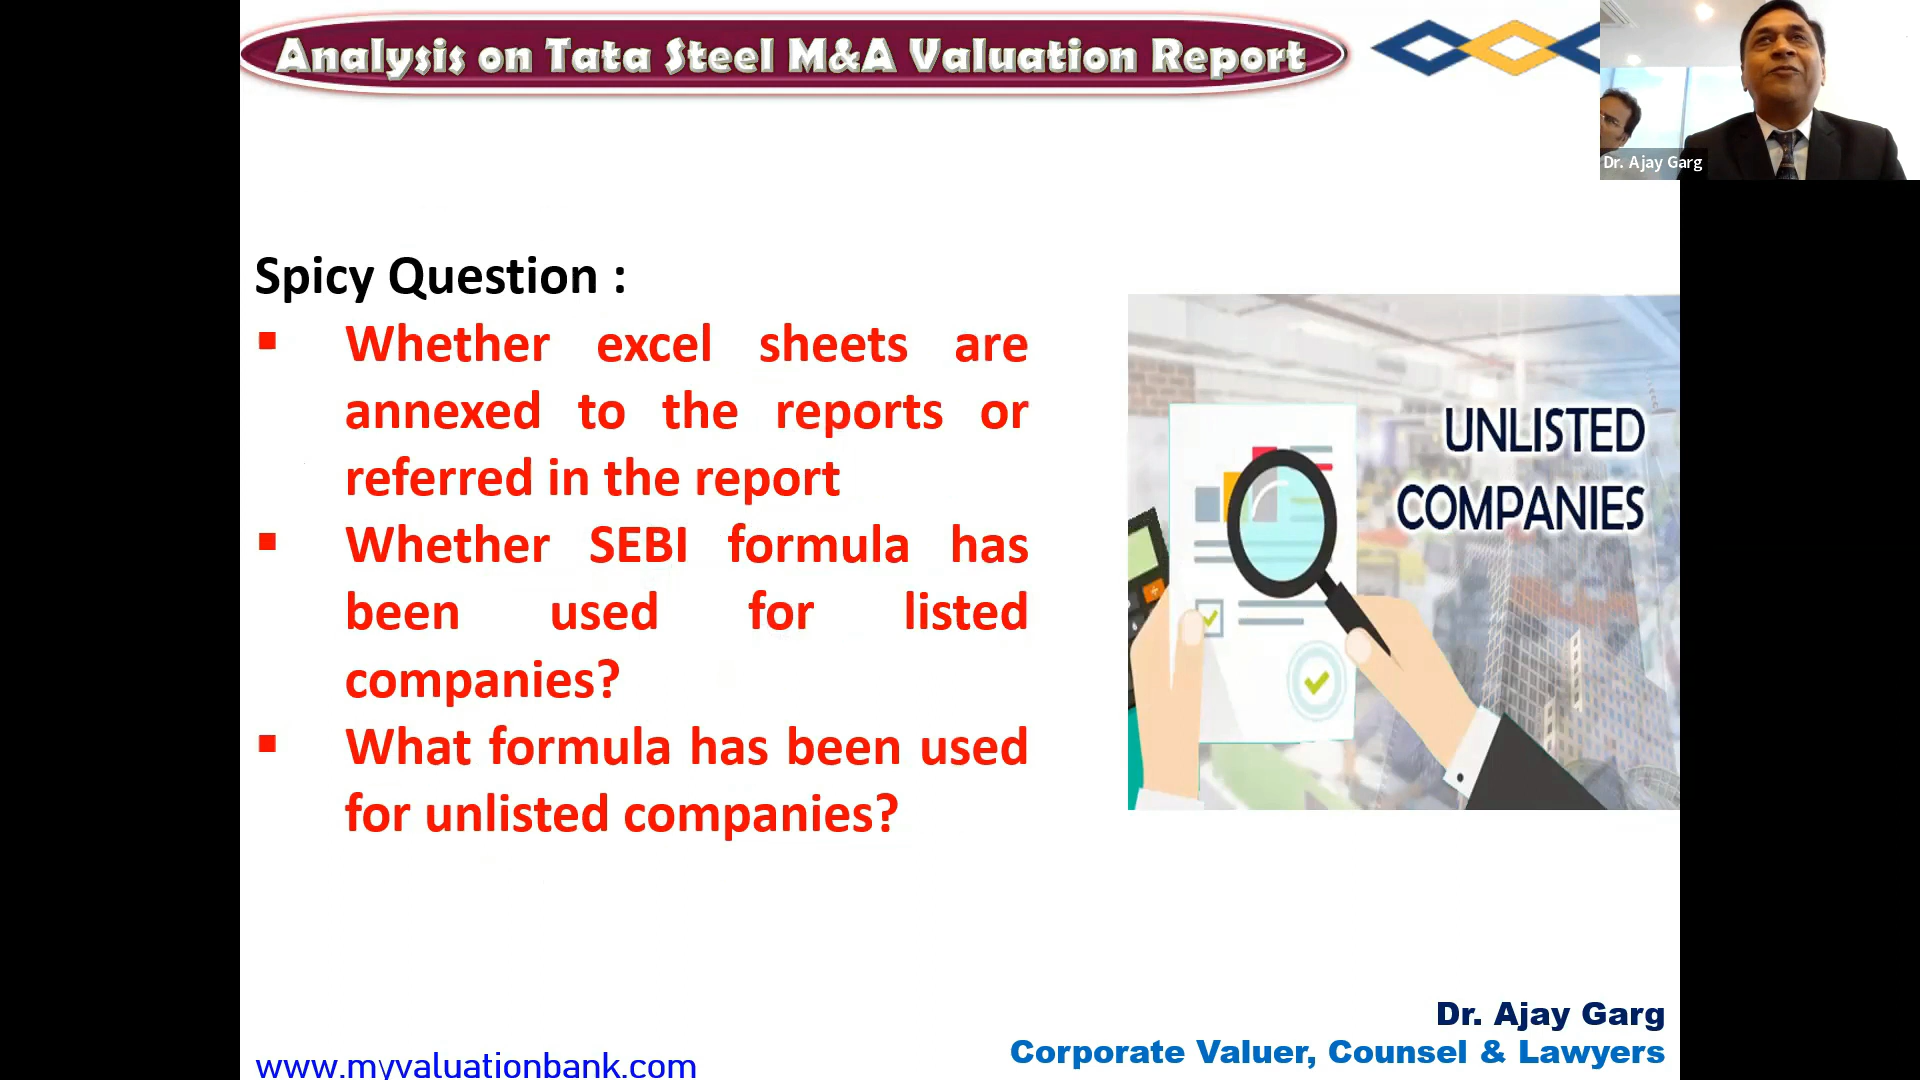 Analysis on Tata Steel M&A Valuation Report
Dr. Ajay Garg
Spicy Question :
▪ Whether excel sheets are
annexed to the reports or
referred in the report
▪ Whether SEBI formula has
been used for listed
companies?
▪ What formula has been used
for unlisted companies?
UNLISTED
COMPANIES
Dr. Ajay Garg
Corporate Valuer, Counsel & Lawyers
www.myvaluationbank.com